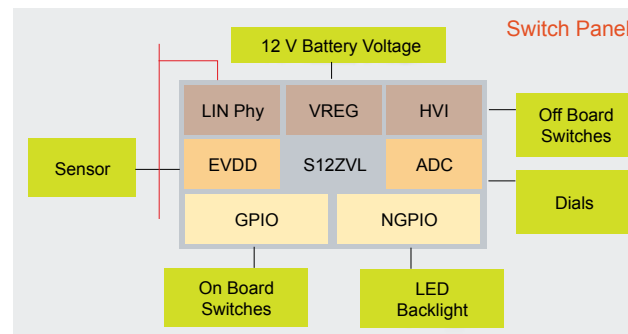 Switch Panel
12 V Battery Voltage
LIN Phy
VREG
HVI
Off Board
Switches
Sensor
EVDD
S12ZVL
ADC
Dials
GPIO
NGPIO
On Board
Switches
LED
Backlight